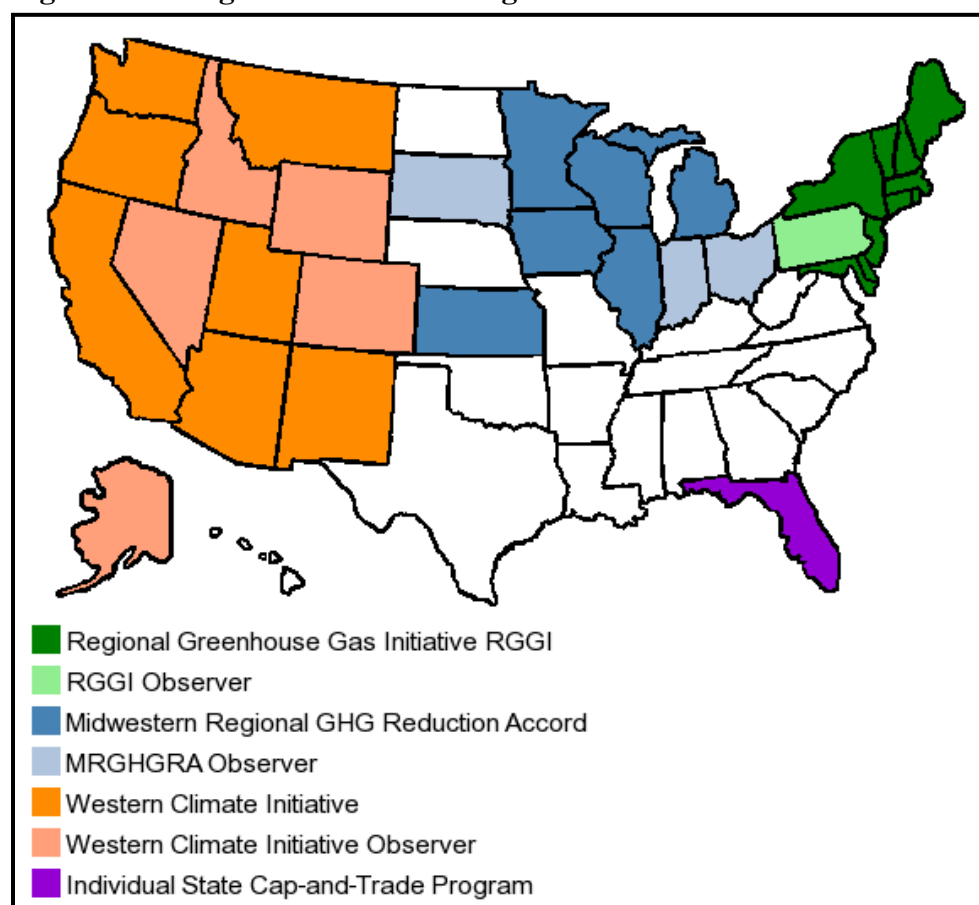 Regional Greenhouse Gas Initiative RGGI
RGGI Observer
Midwestern Regional GHG Reduction Accord
MRGHGRA Observer
Western Climate Initiative
Western Climate Initiative Observer
Individual State Cap-and-Trade Program